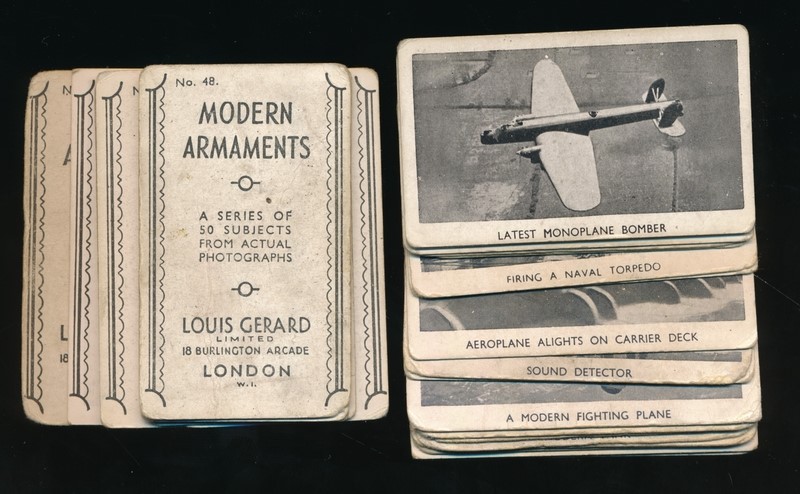 No. 48.
MODERN
ARMAMENTS
A SERIES OF
50 SUBJECTS
FROM ACTUAL
PHOTOGRAPHS
LOUIS GERARD
LIMITED
18 BURLINGTON ARCADE
LONDON
W.1.
N
A
L
18
N
N
LATEST MONOPLANE BOMBER
FIRING A NAVAL TORPEDO
AEROPLANE ALIGHTS ON CARRIER DECK
SOUND DETECTOR
A MODERN FIGHTING PLANE